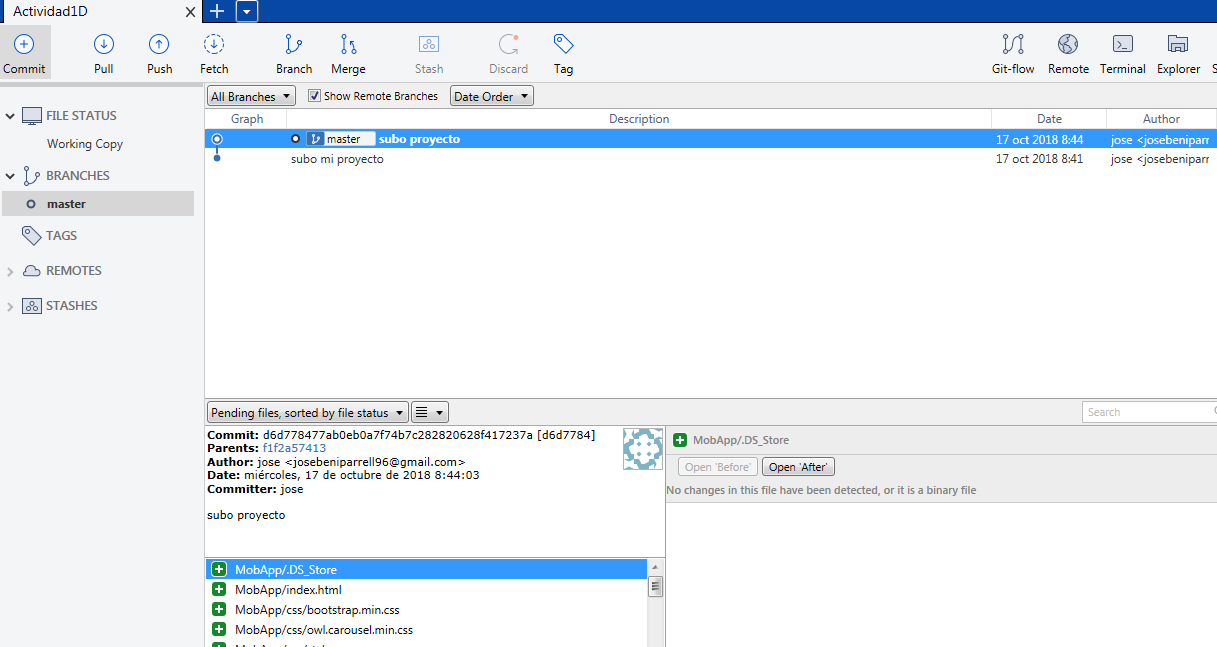 Actividad1D
Commit Pull Push Fetch Branch Merge Stash Discard Tag Git-flow Remote Terminal Explorer S
FILE STATUS
Working Copy
BRANCHES
master
TAGS
REMOTES
STASHES
All Branches Show Remote Branches Date Order
Graph Description Date Author
master subo proyecto 17 oct 2018 8:44 jose <josebeniparr
subo mi proyecto 17 oct 2018 8:41 jose <josebeniparr
Pending files, sorted by file status Search
Commit: d6d778477ab0eb0a7f74b7c282820628f417237a [d6d7784]
Parents: f1f2a57413
Author: jose <josebeniparrell96@gmail.com>
Date: miércoles, 17 de octubre de 2018 8:44:03
Committer: jose
subo proyecto
MobApp/.DS_Store
MobApp/index.html
MobApp/css/bootstrap.min.css
MobApp/css/owl.carousel.min.css
MobApp/.DS_Store
Open 'Before' Open 'After'
No changes in this file have been detected, or it is a binary file